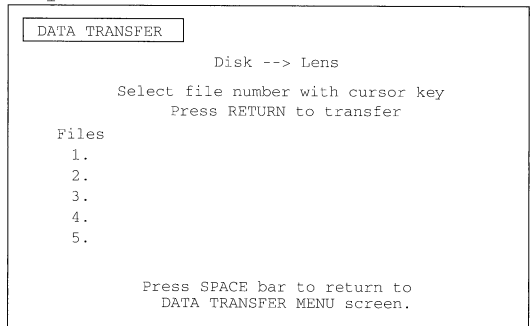 DATA TRANSFER
Disk --> Lens
Select file number with cursor key
Press RETURN to transfer
Files
1.
2.
3.
4.
5.
Press SPACE bar to return to
DATA TRANSFER MENU screen.